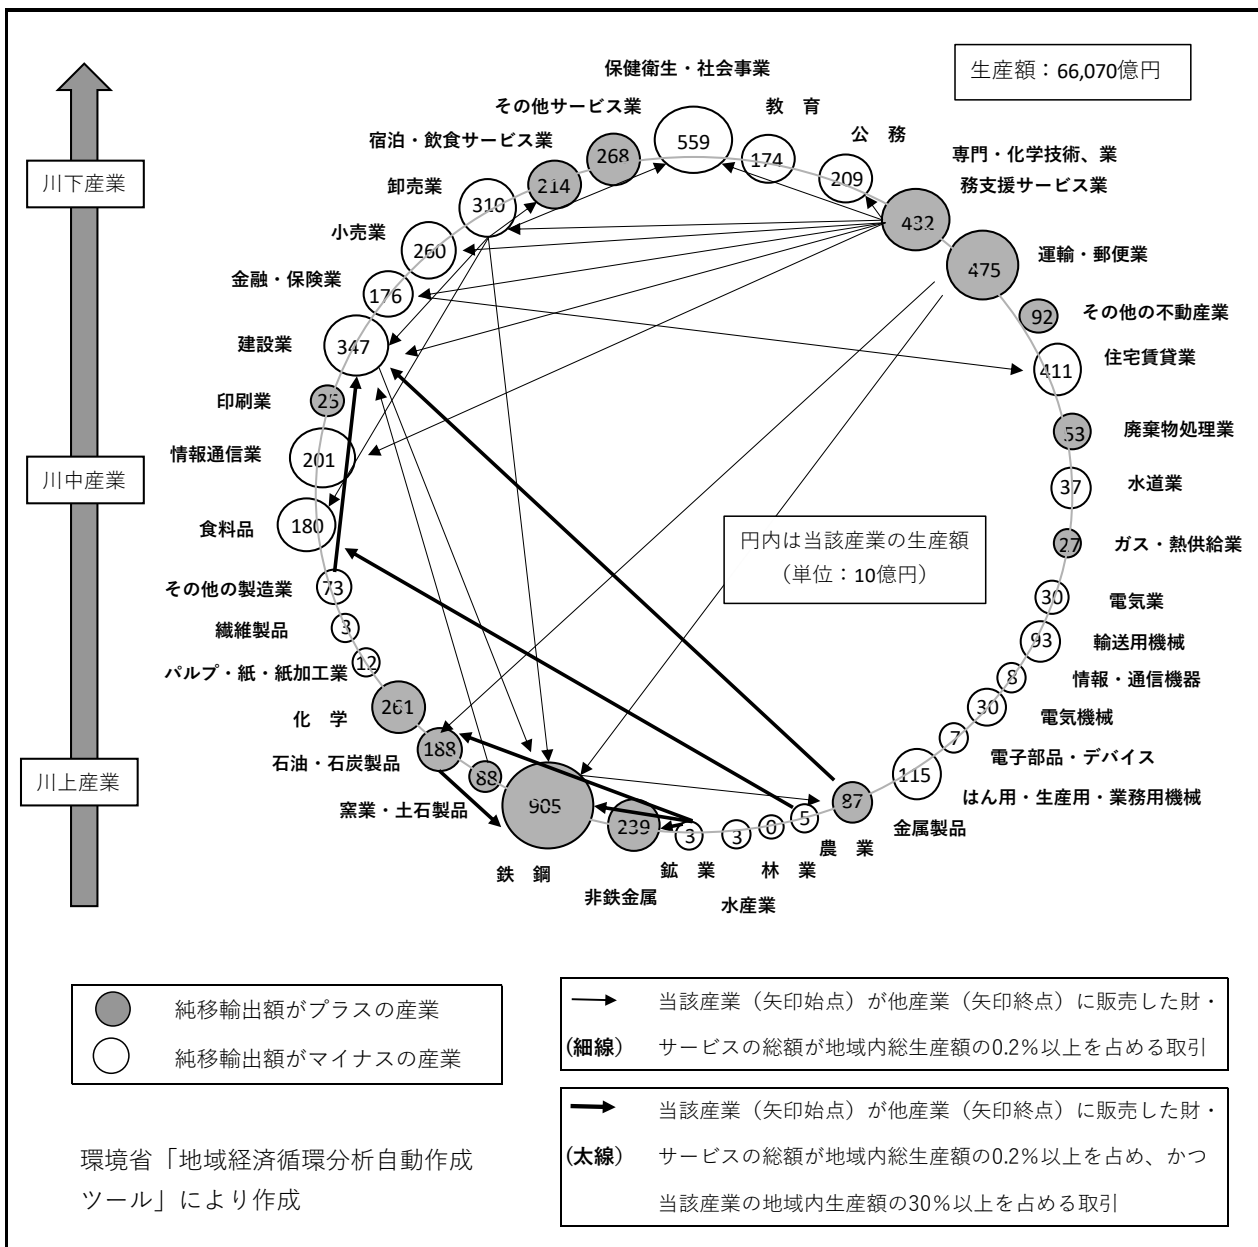 生産額：66,070億円
保健衛生・社会事業
その他サービス業
教　育
宿泊・飲食サービス業
公　務
専門・化学技術、業
務支援サービス業
卸売業
小売業
金融・保険業
建設業
印刷業
情報通信業
食料品
その他の製造業
繊維製品
パルプ・紙・紙加工業
化　学
石油・石炭製品
窯業・土石製品
鉄　鋼
非鉄金属
鉱　業
水産業
林　業
農　業
金属製品
はん用・生産用・業務用機械
電子部品・デバイス
電気機械
情報・通信機器
輸送用機械
電気業
ガス・熱供給業
水道業
廃棄物処理業
住宅賃貸業
その他の不動産業
運輸・郵便業
559
174
209
432
475
92
411
53
37
27
30
93
8
30
7
115
87
5
0
3
3
239
905
88
188
261
12
3
73
180
201
25
347
176
260
310
214
268
川下産業
川中産業
川上産業
円内は当該産業の生産額
（単位：10億円）
純移輸出額がプラスの産業
純移輸出額がマイナスの産業
当該産業（矢印始点）が他産業（矢印終点）に販売した財・
(細線)　サービスの総額が地域内総生産額の0.2%以上を占める取引
当該産業（矢印始点）が他産業（矢印終点）に販売した財・
(太線)　サービスの総額が地域内総生産額の0.2%以上を占め、かつ
当該産業の地域内生産額の30%以上を占める取引
環境省「地域経済循環分析自動作成
ツール」により作成